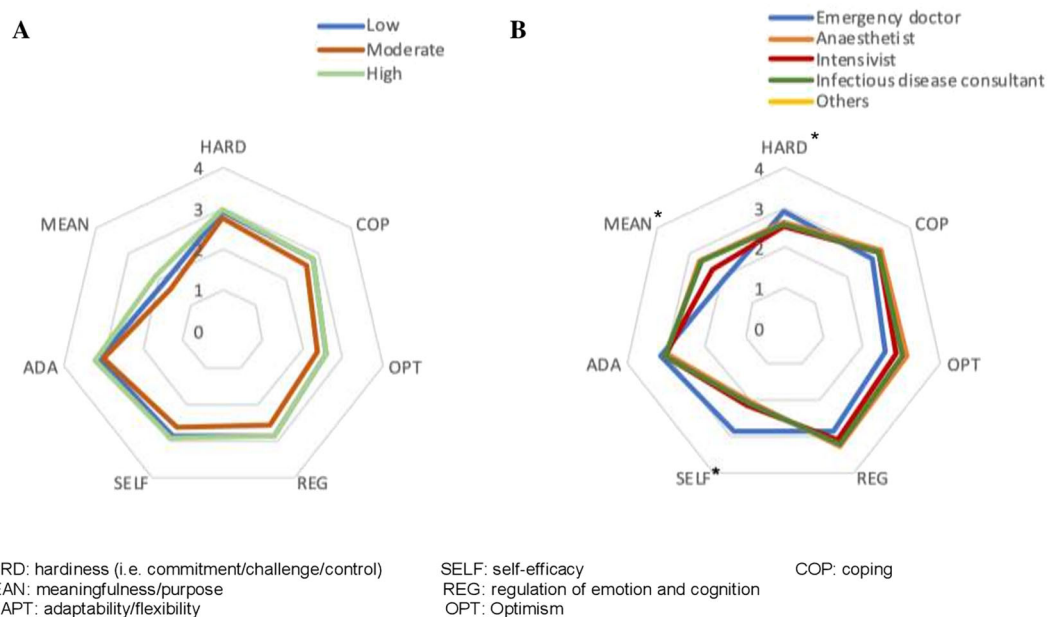 A
Low
Moderate
High
HARD
4
3
2
1
0
MEAN
COP
ADA
OPT
SELF
REG
B
Emergency doctor
Anaesthetist
Intensivist
Infectious disease consultant
Others
HARD *
4
3
2
1
0
MEAN *
COP
ADA
OPT
SELF *
REG
RD: hardiness (i.e. commitment/challenge/control) SELF: self-efficacy COP: coping
EAN: meaningfulness/purpose REG: regulation of emotion and cognition
APT: adaptability/flexibility OPT: Optimism